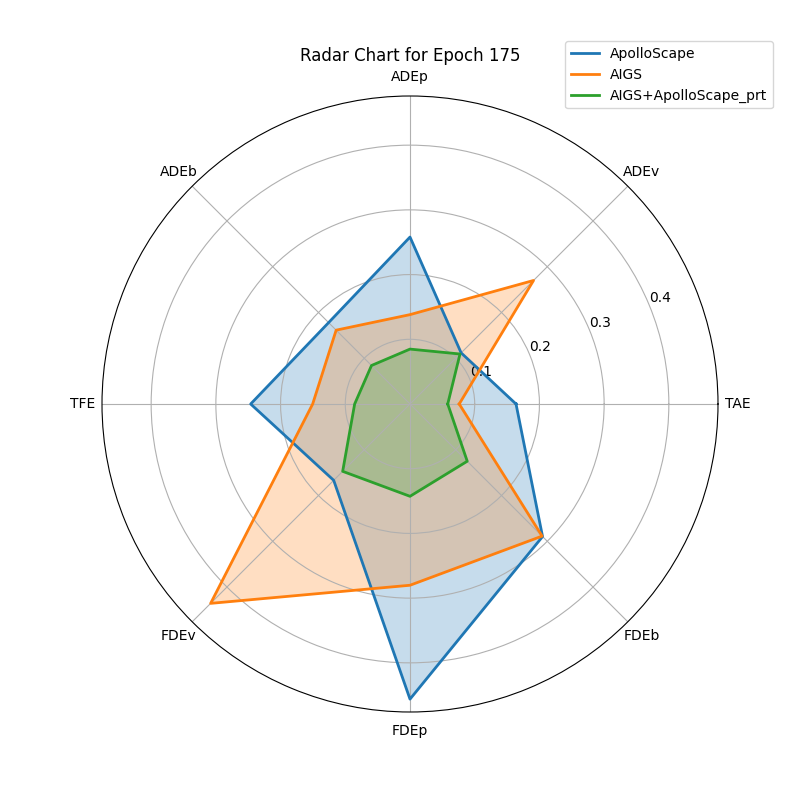 Radar Chart for Epoch 175
ApolloScape
AIGS
AIGS+ApolloScape_prt
ADEp
ADEb
ADEv
0.4
0.3
0.2
0.1
TFE
TAE
FDEv
FDEb
FDEp